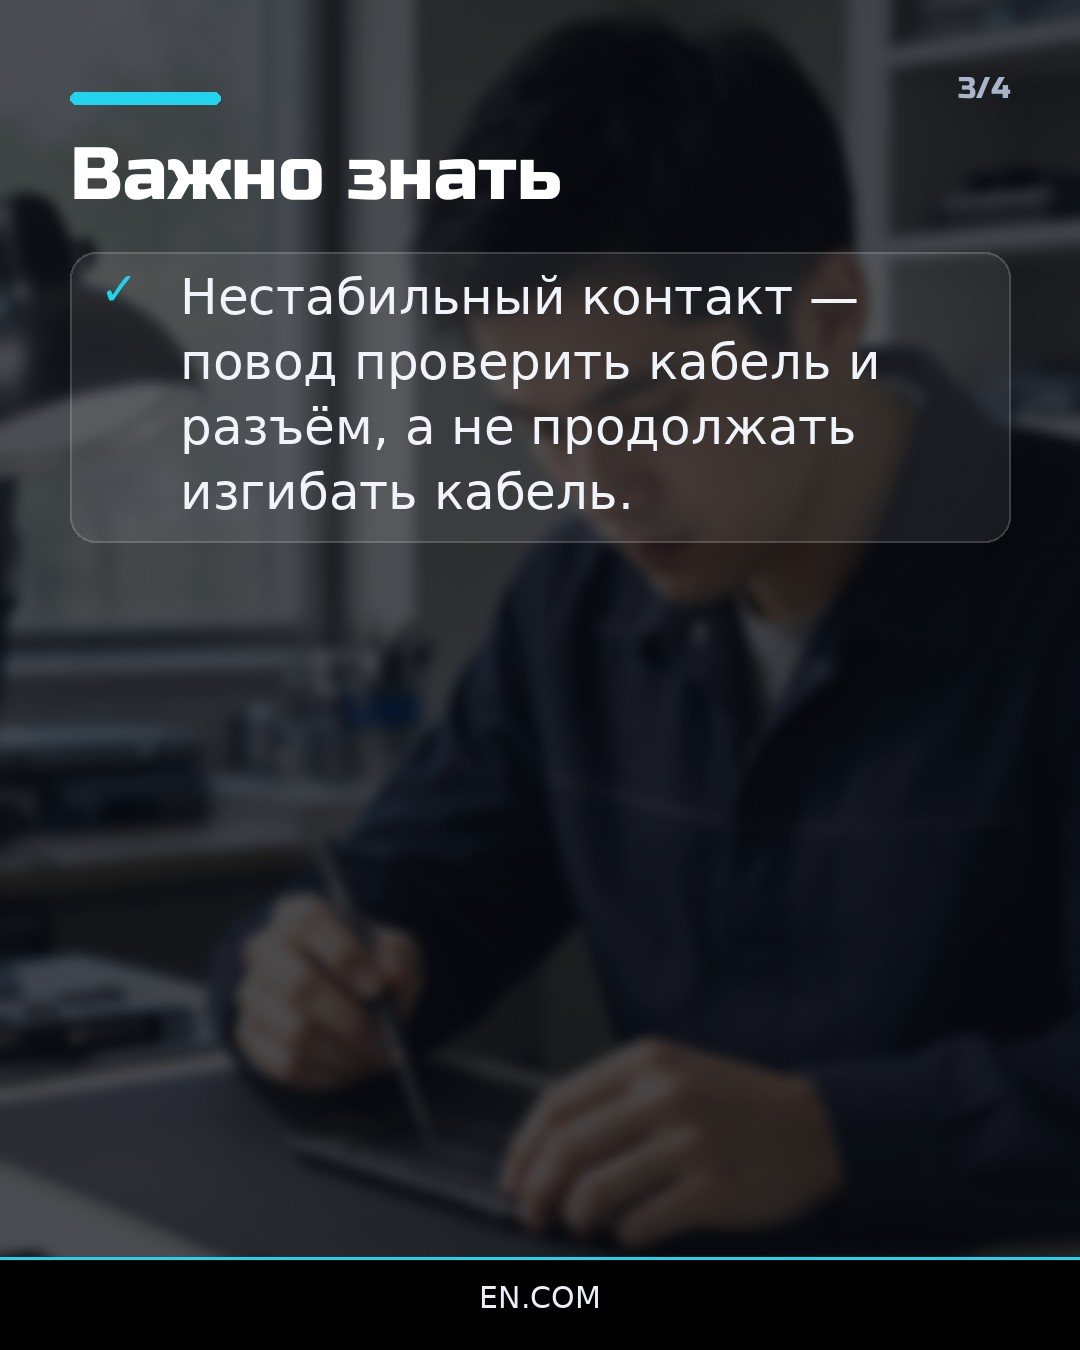 3/4
Важно знать
✓ Нестабильный контакт —
повод проверить кабель и
разъём, а не продолжать
изгибать кабель.
EN.COM